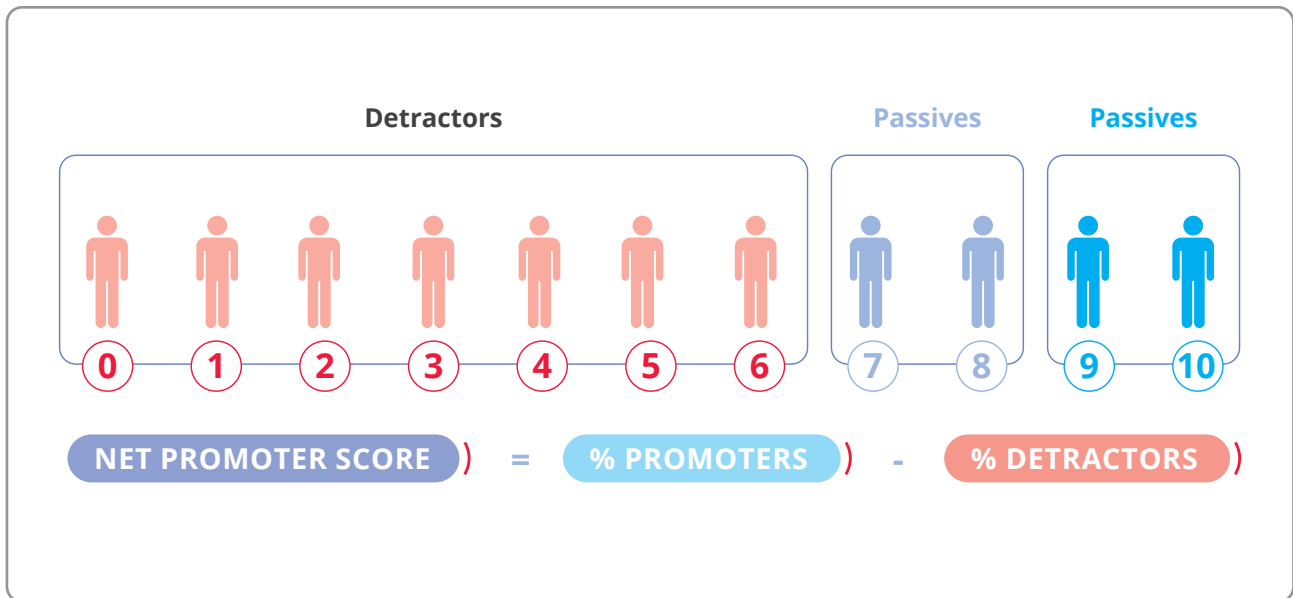 Detractors Passives Passives
0 1 2 3 4 5 6 7 8 9 10
NET PROMOTER SCORE ) = % PROMOTERS ) - % DETRACTORS )